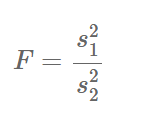 F = s₁² / s₂²